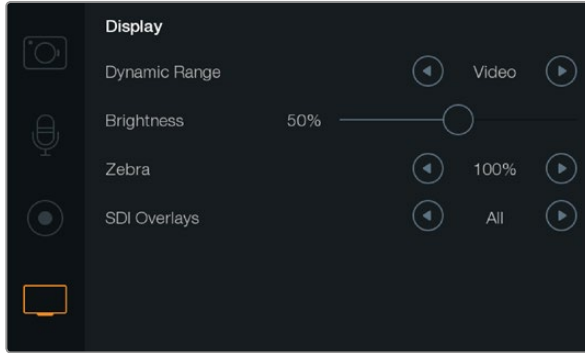 Display
Dynamic Range Video
Brightness 50%
Zebra 100%
SDI Overlays All